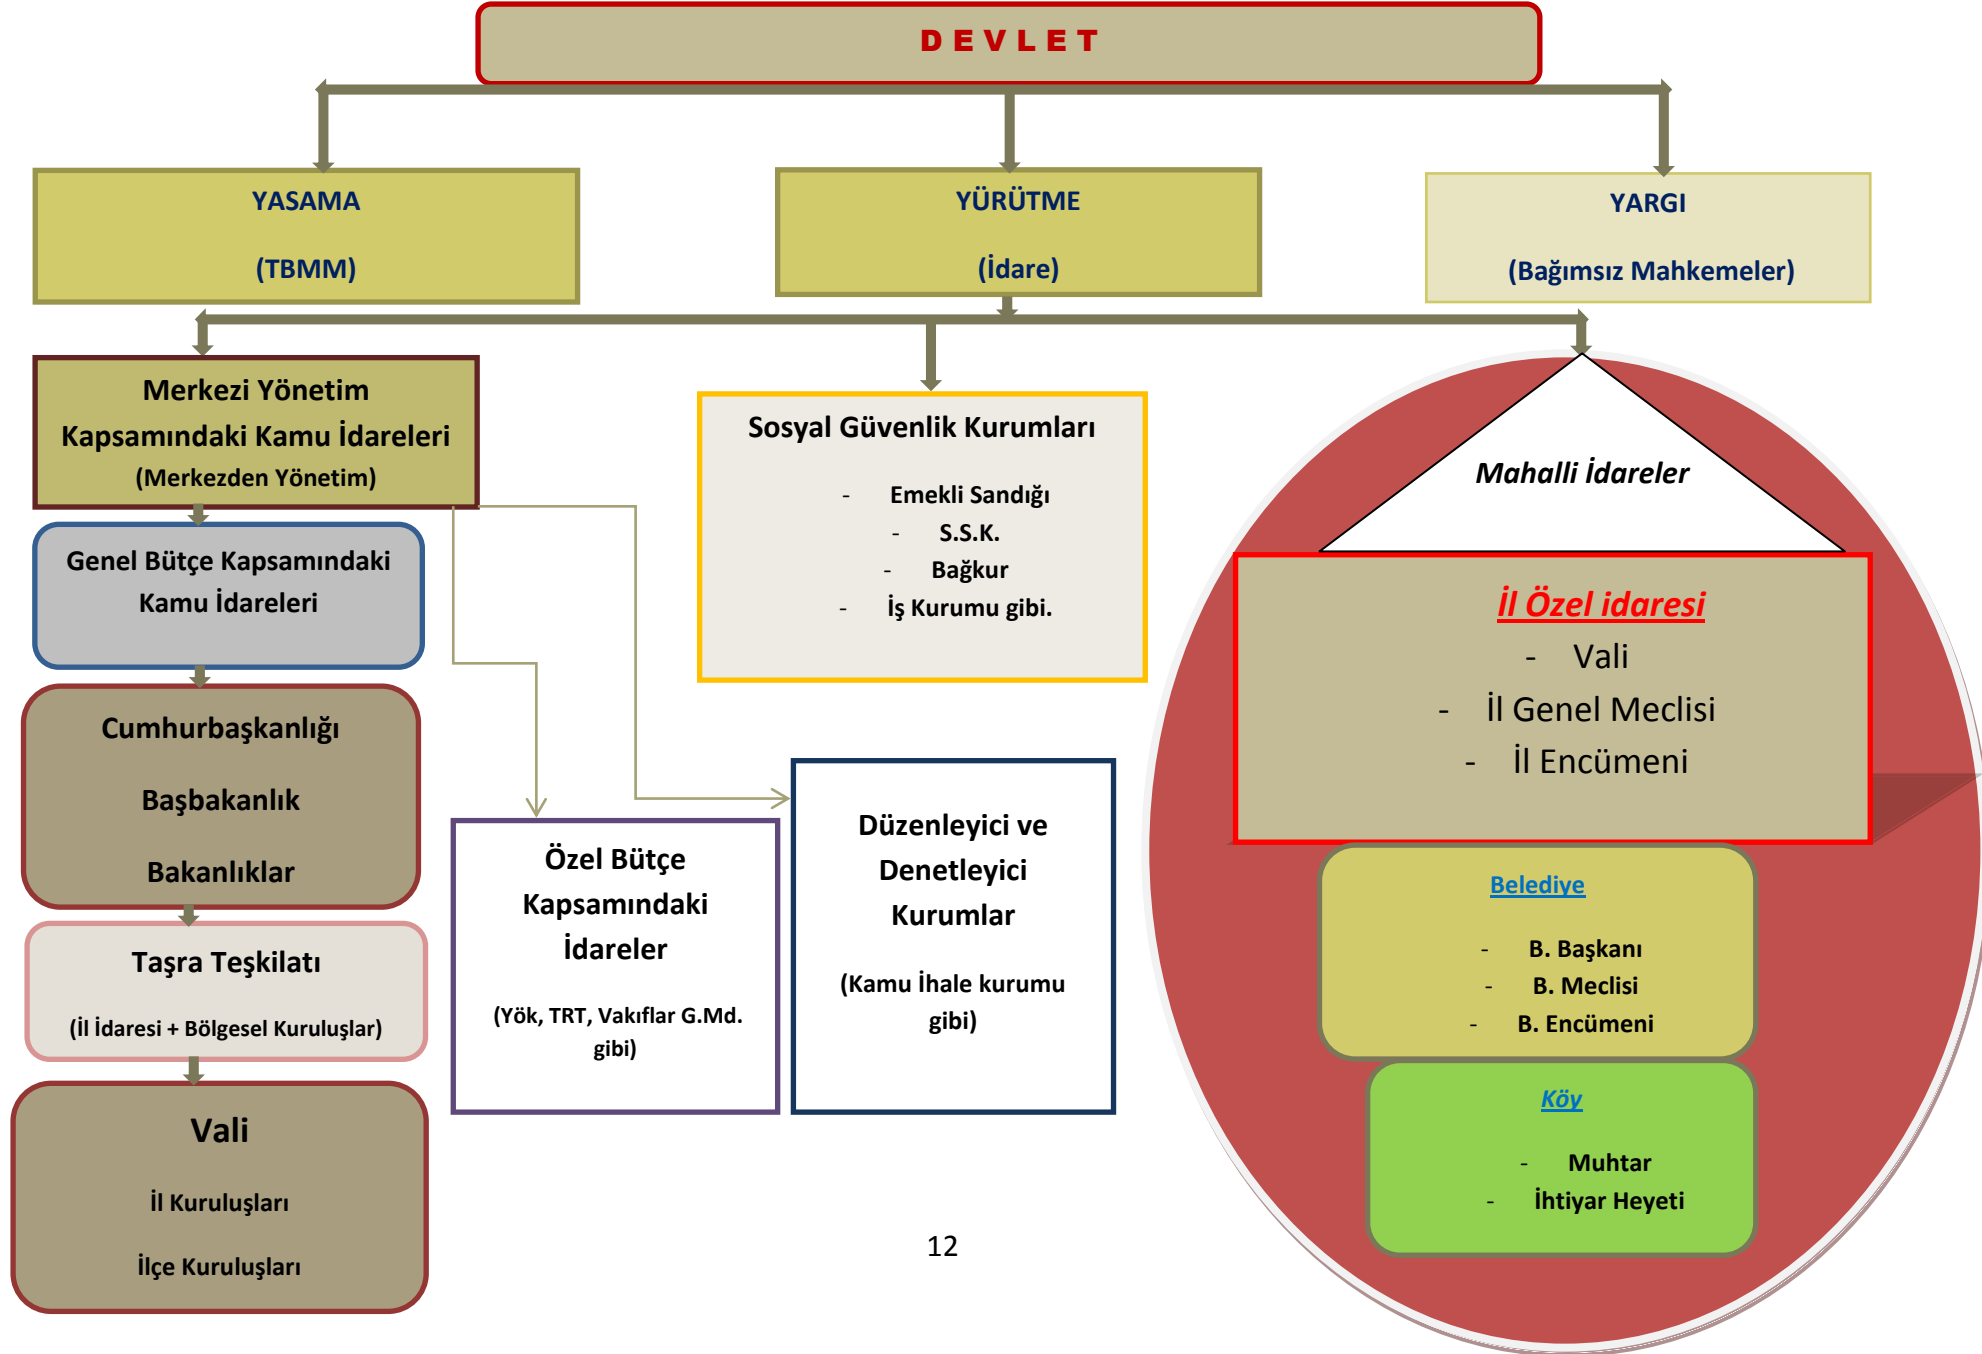 D E V L E T
YASAMA
(TBMM)
YÜRÜTME
(İdare)
YARGI
(Bağımsız Mahkemeler)
Merkezi Yönetim
Kapsamındaki Kamu İdareleri
(Merkezden Yönetim)
Genel Bütçe Kapsamındaki
Kamu İdareleri
Cumhurbaşkanlığı
Başbakanlık
Bakanlıklar
Taşra Teşkilatı
(İl İdaresi + Bölgesel Kuruluşlar)
Vali
İl Kuruluşları
İlçe Kuruluşları
Özel Bütçe
Kapsamındaki
İdareler
(Yök, TRT, Vakıflar G.Md.
gibi)
Düzenleyici ve
Denetleyici
Kurumlar
(Kamu İhale kurumu
gibi)
Sosyal Güvenlik Kurumları
- Emekli Sandığı
- S.S.K.
- Bağkur
- İş Kurumu gibi.
Mahalli İdareler
İl Özel idaresi
- Vali
- İl Genel Meclisi
- İl Encümeni
Belediye
- B. Başkanı
- B. Meclisi
- B. Encümeni
Köy
- Muhtar
- İhtiyar Heyeti
12